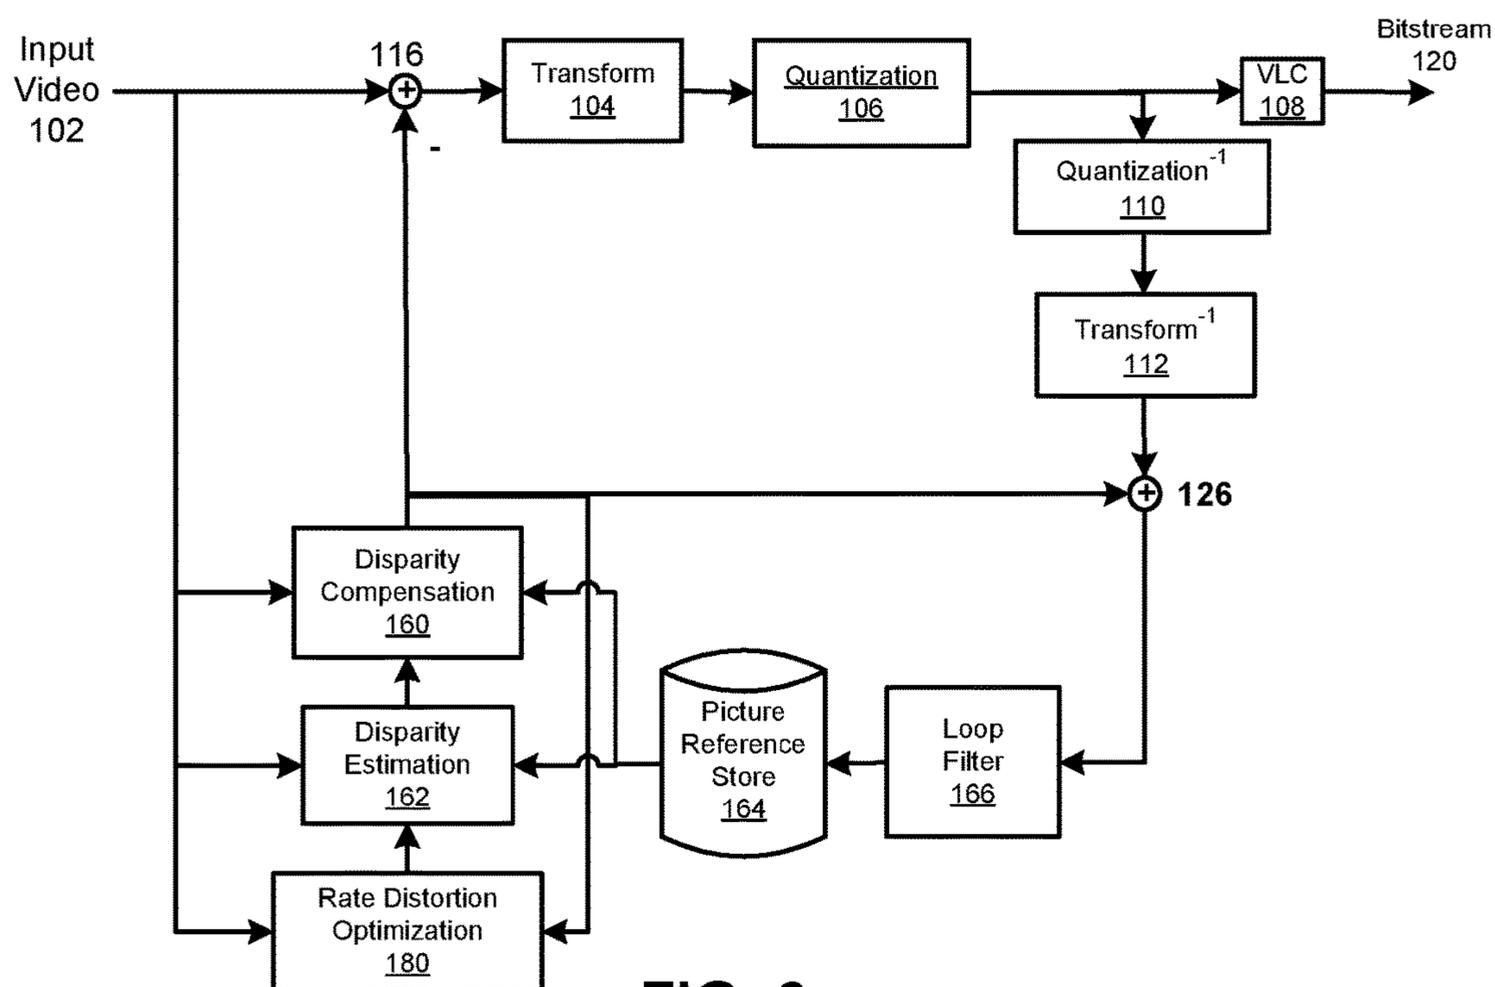 Input
Video
102
116
Transform
104
Quantization
106
VLC
108
Bitstream
120
Quantization-1
110
Transform-1
112
126
-
Disparity
Compensation
160
Disparity
Estimation
162
Picture
Reference
Store
164
Loop
Filter
166
Rate Distortion
Optimization
180